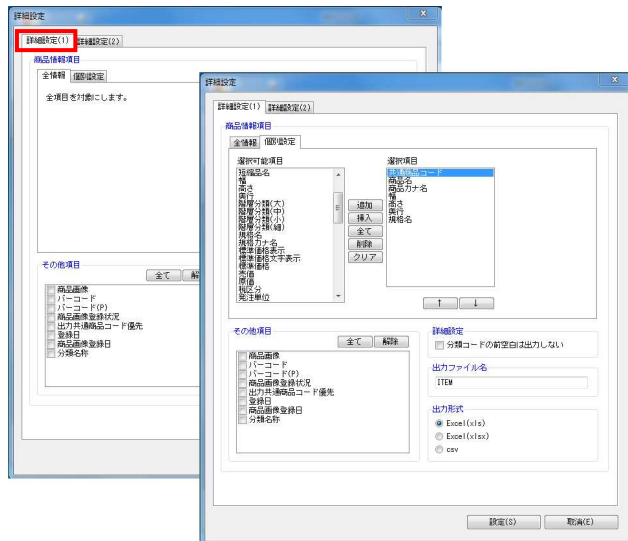 詳細設定
詳細設定(1) 詳細設定(2)
商品情報項目
全情報 個別設定
全項目を対象にします。
その他項目
全て 解
商品画像
バーコード
バーコード(P)
商品画像登録状況
出力共通商品コード優先
登録日
商品画像登録日
分類名称
詳細設定
詳細設定(1) 詳細設定(2)
商品情報項目
全情報 個別設定
選択可能項目
短縮品名
幅
高さ
奥行
階層分類(大)
階層分類(中)
階層分類(小)
階層分類(細)
規格名
規格カナ名
標準価格表示
標準価格文字表示
標準価格
売価
原価
税区分
発注単位
追加
挿入
全て
削除
クリア
選択項目
共通商品コード
商品名
商品カナ名
幅
高さ
奥行
規格名
↑ ↓
その他項目
全て 解除
商品画像
バーコード
バーコード(P)
商品画像登録状況
出力共通商品コード優先
登録日
商品画像登録日
分類名称
詳細設定
分類コードの前空白は出力しない
出力ファイル名
ITEM
出力形式
Excel(xls)
Excel(xlsx)
csv
設定(S) 取消(E)